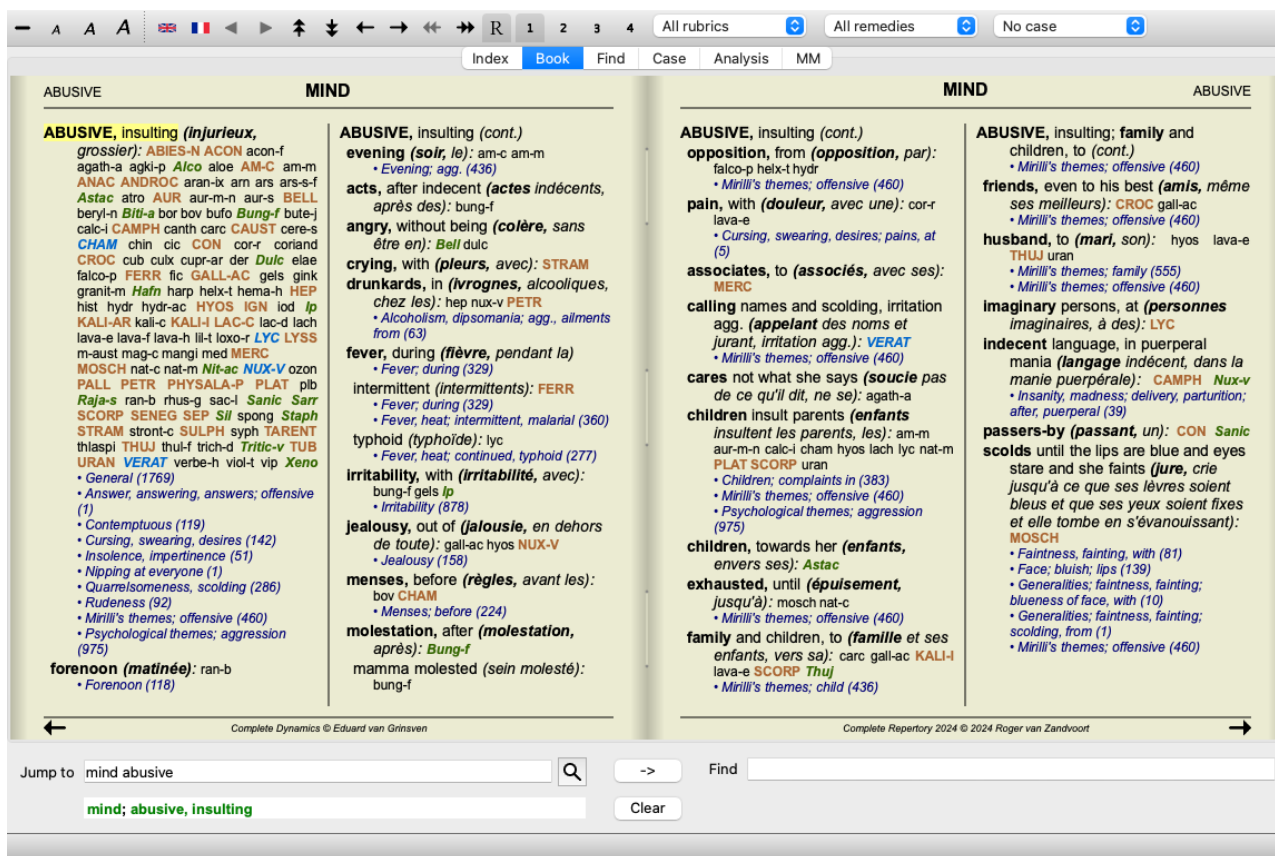 A A A R 1 2 3 4 All rubrics All remedies No case
Index Book Find Case Analysis MM
ABUSIVE MIND
ABUSIVE, insulting (injurieux,
grossier): ABIES-N ACON acon-f
agath-a agki-p Alco aloe AM-C am-m
ANAC ANDROC aran-ix arn ars ars-s-f
Astac atro AUR aur-m-n aur-s BELL
beryl-n Biti-a bor bov bufo Bung-f bute-j
calc-i CAMPH canth carc CAUST cere-s
CHAM chin cic CON cor-r coriand
CROC cub culx cupr-ar der Dulc elae
falco-p FERR fic GALL-AC gels gink
granit-m Hafn harp helx-t hema-h HEP
hist hydr hydr-ac HYOS IGN iod Ip
KALI-AR kali-c KALI-I LAC-C lac-d lach
lava-e lava-f lava-h lil-t loxo-r LYC LYSS
m-aust mag-c mangi med MERC
MOSCH nat-c nat-m Nit-ac NUX-V ozon
PALL PETR PHYSALA-P PLAT plb
Raja-s ran-b rhus-g sac-l Sanic Sarr
SCORP SENEG SEP Sil spong Staph
STRAM stront-c SULPH syph TARENT
thlaspi THUJ thul-f trich-d Tritic-v TUB
URAN VERAT verbe-h viol-t vip Xeno
• General (1769)
• Answer, answering, answers; offensive
(1)
• Contemptuous (119)
• Cursing, swearing, desires (142)
• Insolence, impertinence (51)
• Nipping at everyone (1)
• Quarrelsomeness, scolding (286)
• Rudeness (92)
• Mirilli's themes; offensive (460)
• Psychological themes; aggression
(975)
forenoon (matinée): ran-b
• Forenoon (118)
ABUSIVE, insulting (cont.)
evening (soir, le): am-c am-m
• Evening; agg. (436)
acts, after indecent (actes indécents,
après des): bung-f
angry, without being (colère, sans
être en): Bell dulc
crying, with (pleurs, avec): STRAM
drunkards, in (ivrognes, alcooliques,
chez les): hep nux-v PETR
• Alcoholism, dipsomania; agg., ailments
from (63)
fever, during (fièvre, pendant la)
• Fever; during (329)
intermittent (intermittents): FERR
• Fever; during (329)
• Fever, heat; intermittent, malarial (360)
typhoid (typhoïde): lyc
• Fever, heat; continued, typhoid (277)
irritability, with (irritabilité, avec):
bung-f gels Ip
• Irritability (878)
jealousy, out of (jalousie, en dehors
de toute): gall-ac hyos NUX-V
• Jealousy (158)
menses, before (règles, avant les):
bov CHAM
• Menses; before (224)
molestation, after (molestation,
après): Bung-f
mamma molested (sein molesté):
bung-f
Complete Dynamics © Eduard van Grinsven
MIND ABUSIVE
ABUSIVE, insulting (cont.)
opposition, from (opposition, par):
falco-p helx-t hydr
• Mirilli's themes; offensive (460)
pain, with (douleur, avec une): cor-r
lava-e
• Cursing, swearing, desires; pains, at
(5)
associates, to (associés, avec ses):
MERC
calling names and scolding, irritation
agg. (appelant des noms et
jurant, irritation agg.): VERAT
• Mirilli's themes; offensive (460)
cares not what she says (soucie pas
de ce qu'il dit, ne se): agath-a
children insult parents (enfants
insultent les parents, les): am-m
aur-m-n calc-i cham hyos lach lyc nat-m
PLAT SCORP uran
• Children; complaints in (383)
• Mirilli's themes; offensive (460)
• Psychological themes; aggression
(975)
children, towards her (enfants,
envers ses): Astac
exhausted, until (épuisement,
jusqu'à): mosch nat-c
• Mirilli's themes; offensive (460)
family and children, to (famille et ses
enfants, vers sa): carc gall-ac KALI-I
lava-e SCORP Thuj
• Mirilli's themes; child (436)
ABUSIVE, insulting; family and
children, to (cont.)
• Mirilli's themes; offensive (460)
friends, even to his best (amis, même
ses meilleurs): CROC gall-ac
• Mirilli's themes; offensive (460)
husband, to (mari, son): hyos lava-e
THUJ uran
• Mirilli's themes; family (555)
• Mirilli's themes; offensive (460)
imaginary persons, at (personnes
imaginaires, à des): LYC
indecent language, in puerperal
mania (langage indécent, dans la
manie puerpérale): CAMPH Nux-v
• Insanity, madness; delivery, parturition;
after, puerperal (39)
passers-by (passant, un): CON Sanic
scolds until the lips are blue and eyes
stare and she faints (jure, crie
jusqu'à ce que ses lèvres soient
bleus et que ses yeux soient fixes
et elle tombe en s'évanouissant):
MOSCH
• Faintness, fainting, with (81)
• Face; bluish; lips (139)
• Generalities; faintness, fainting;
blueness of face, with (10)
• Generalities; faintness, fainting;
scolding, from (1)
• Mirilli's themes; offensive (460)
Complete Repertory 2024 © 2024 Roger van Zandvoort
Jump to mind abusive -> Find
mind; abusive, insulting Clear